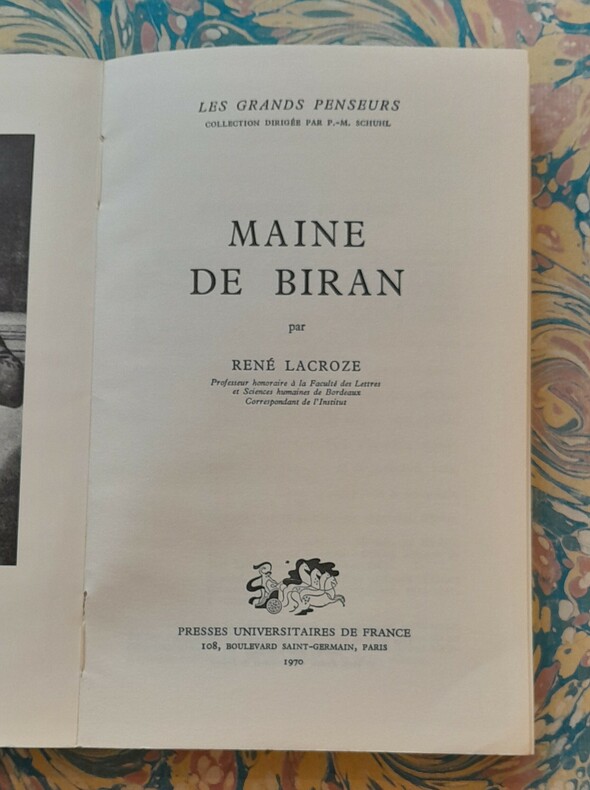 LES GRANDS PENSEURS
COLLECTION DIRIGÉE PAR P.-M. SCHUHL
MAINE
DE BIRAN
par
RENÉ LACROZE
Professeur honoraire à la Faculté des Lettres
et Sciences humaines de Bordeaux
Correspondant de l'Institut
PRESSES UNIVERSITAIRES DE FRANCE
108, BOULEVARD SAINT-GERMAIN, PARIS
1970